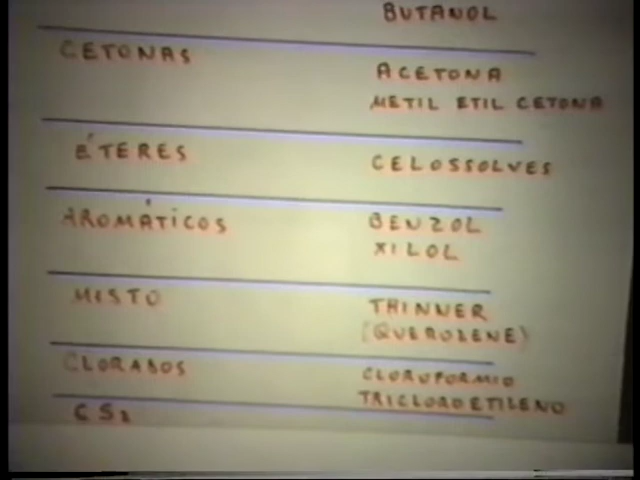 BUTANOL
CETONAS ACETONA
METIL ETIL CETONA
ÉTERES CELOSSOLVES
AROMÁTICOS BENZOL
XILOL
MISTO THINNER
(QUEROZENE)
CLORADOS CLOROFORMIO
TRICLOROETILENO
CS2